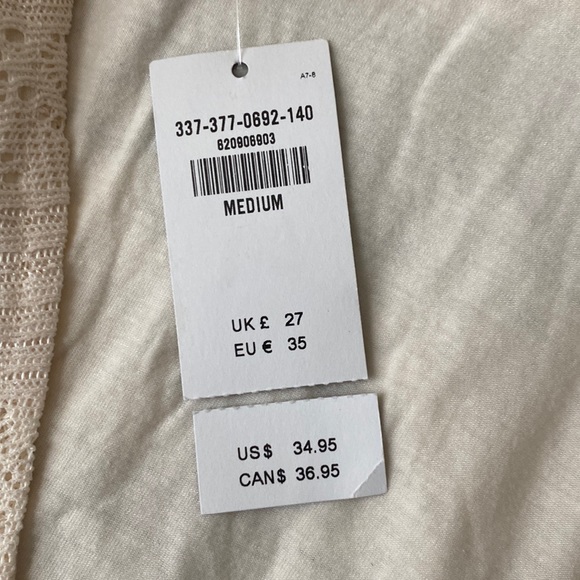 A7-8
337-377-0692-140
620906903
MEDIUM
UK £ 27
EU € 35
US$ 34.95
CAN$ 36.95